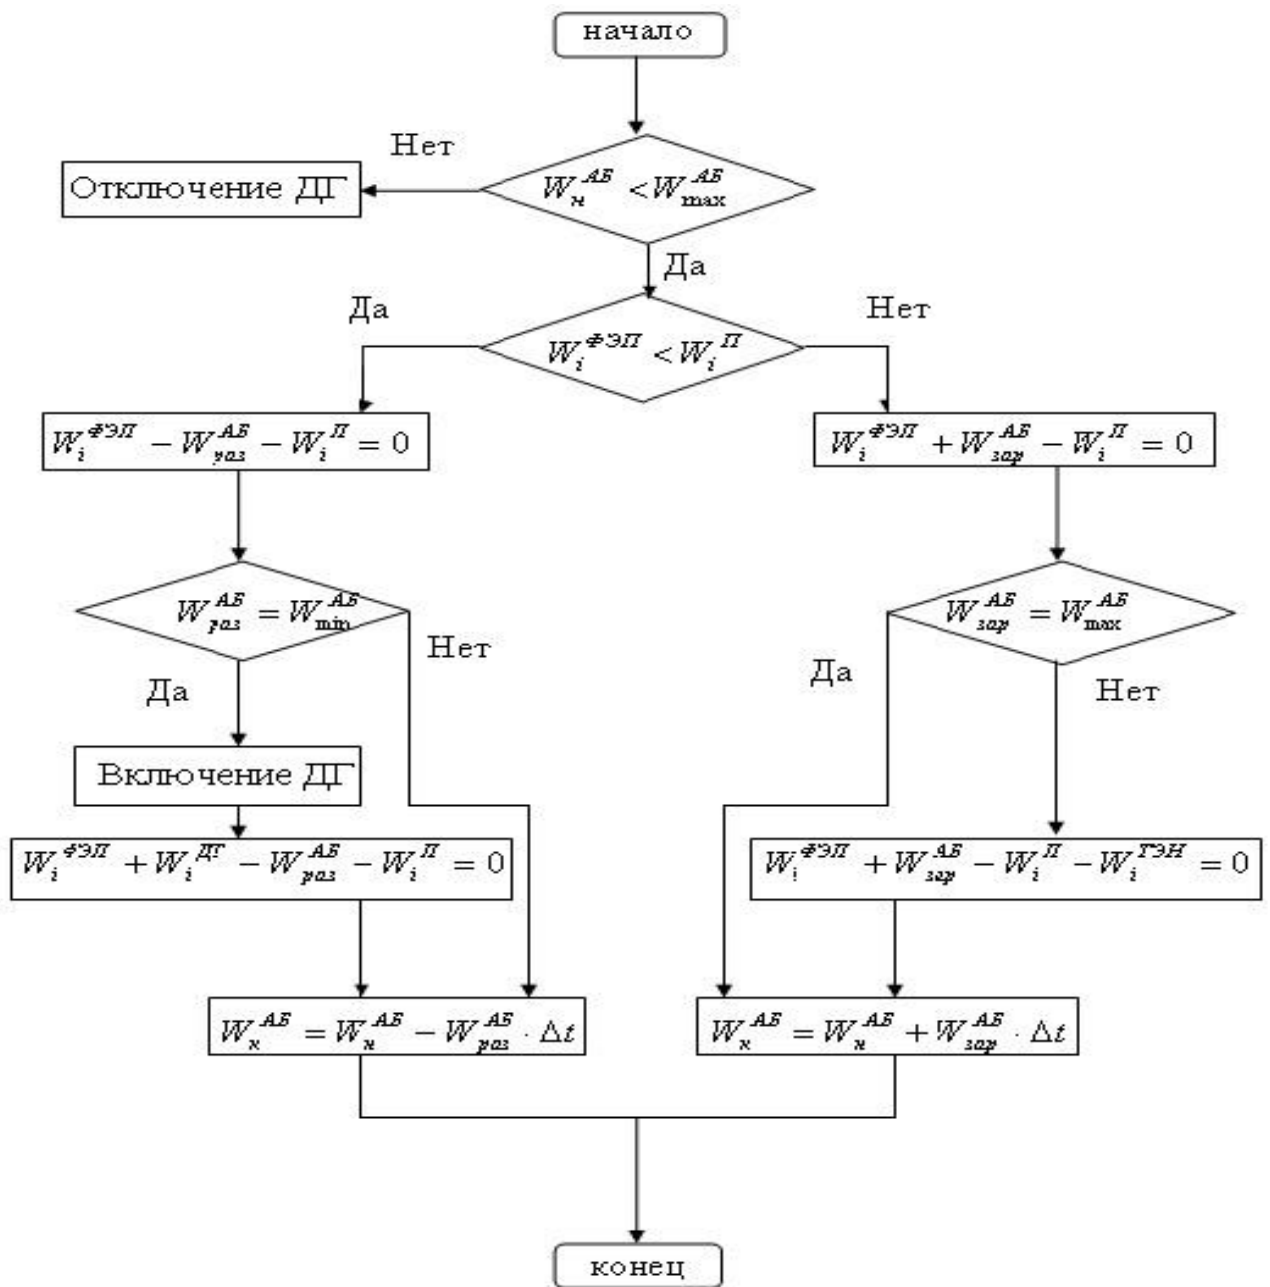 начало
Нет
Отключение ДГ
W_н^АБ < W_max^АБ
Да
Да
Нет
W_i^ФЭП < W_i^П
W_i^ФЭП − W_раз^АБ − W_i^П = 0
W_i^ФЭП + W_зар^АБ − W_i^П = 0
W_раз^АБ = W_min^АБ
W_зар^АБ = W_max^АБ
Нет
Да
Да
Нет
Включение ДГ
W_i^ФЭП + W_i^ДГ − W_раз^АБ − W_i^П = 0
W_i^ФЭП + W_зар^АБ − W_i^П − W_i^ТЭН = 0
W_к^АБ = W_н^АБ − W_раз^АБ · Δt
W_к^АБ = W_н^АБ + W_зар^АБ · Δt
конец